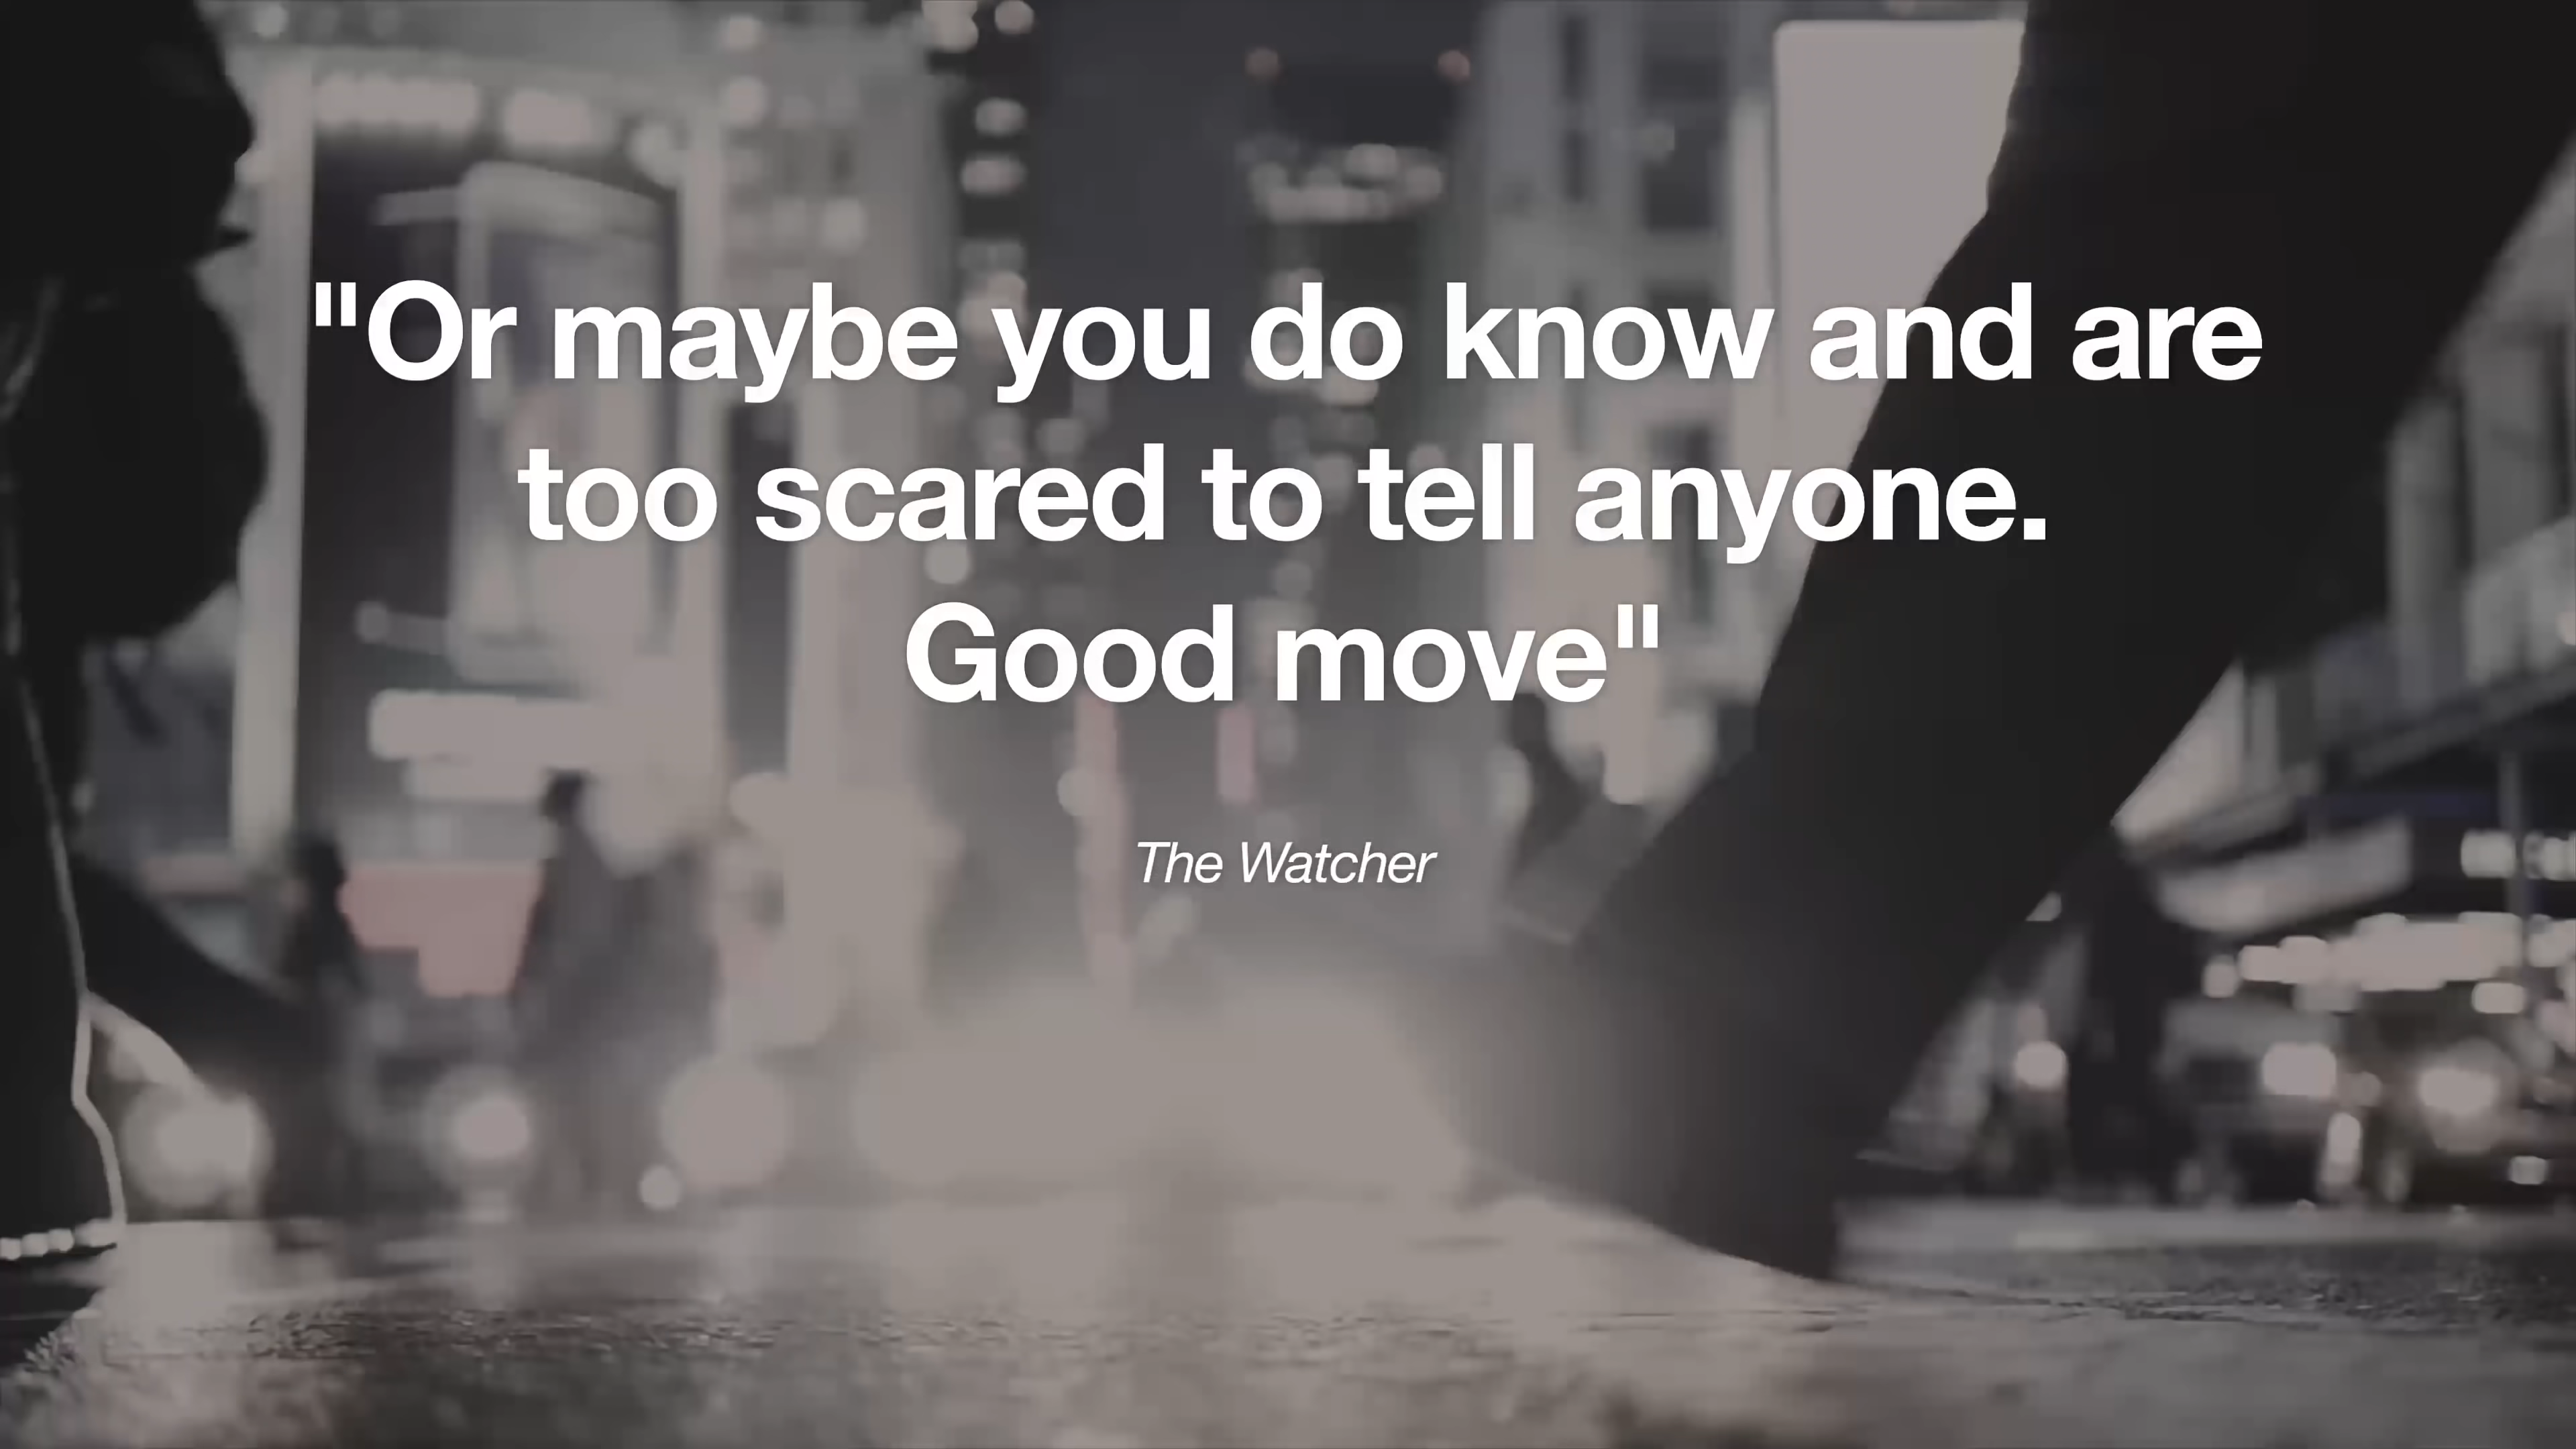 "Or maybe you do know and are
too scared to tell anyone.
Good move"
The Watcher